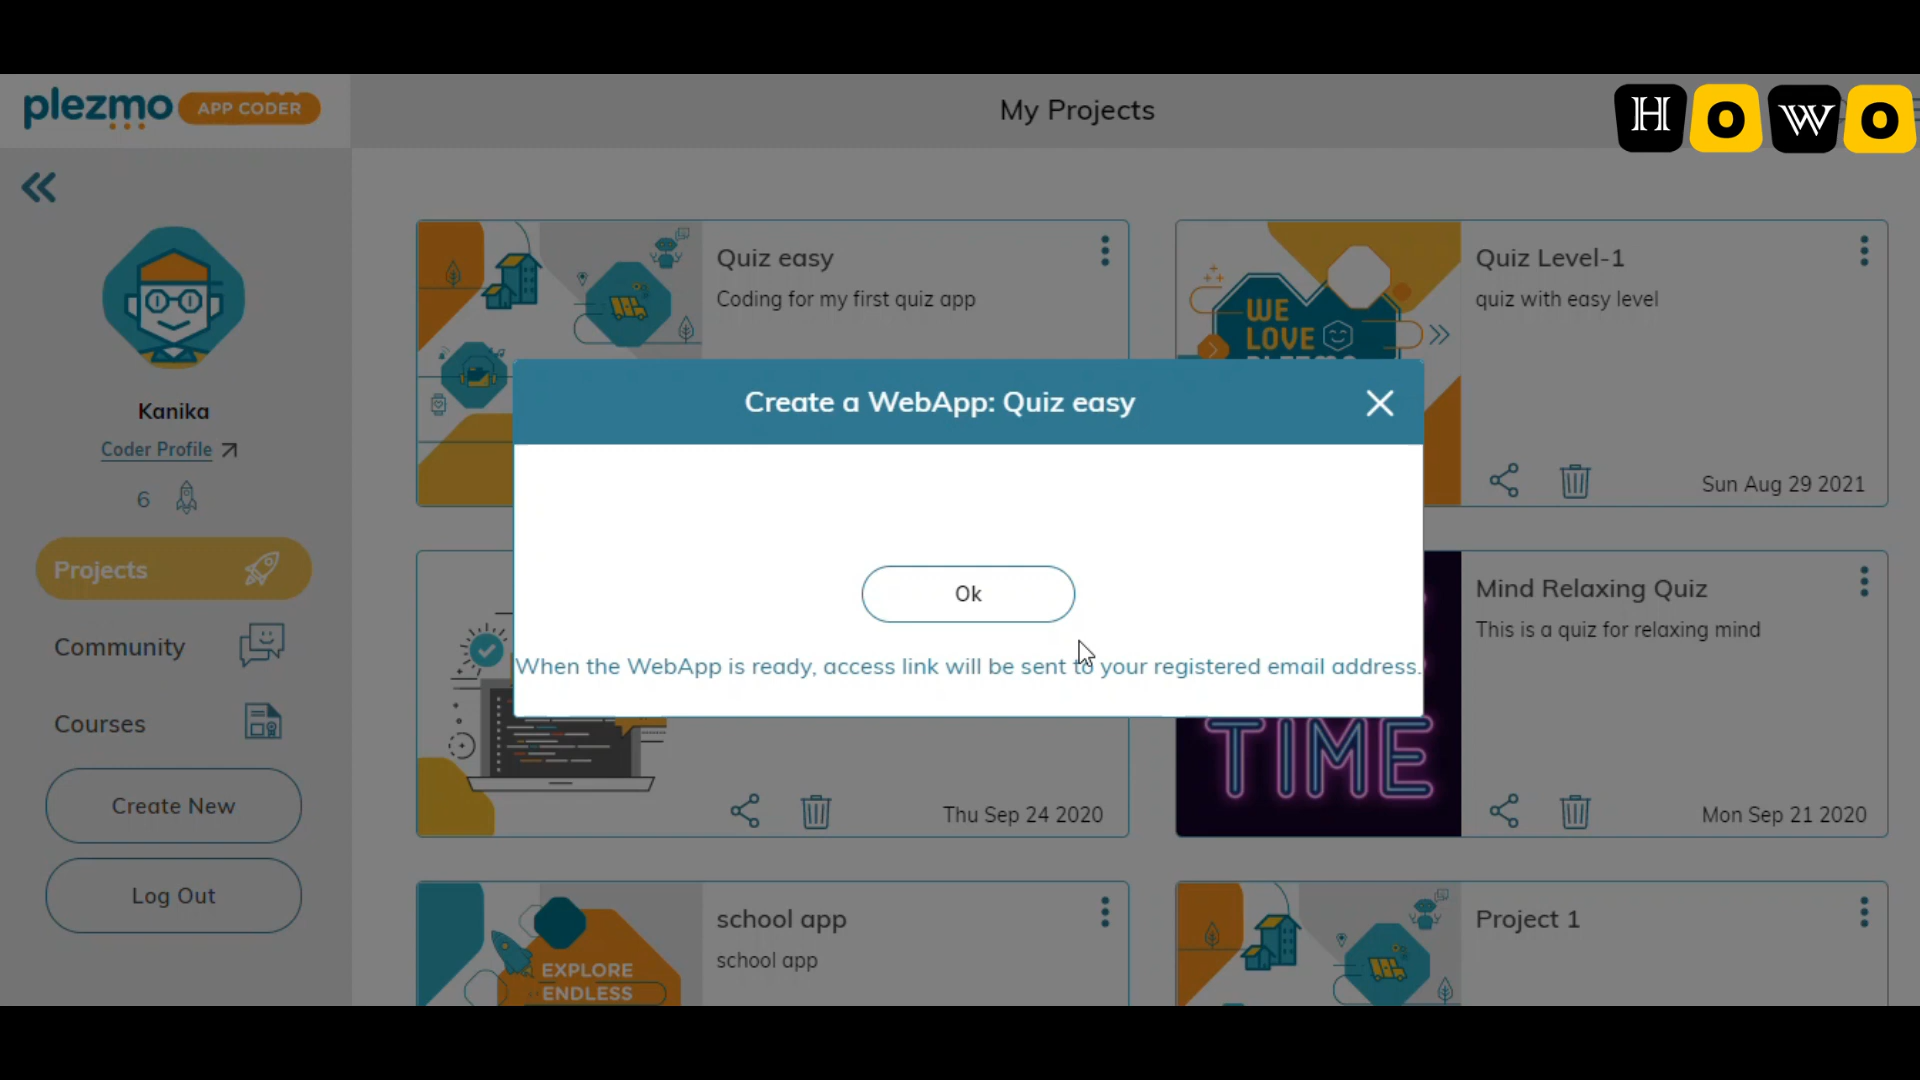 plezmo APP CODER
My Projects
HOWO
Kanika
Coder Profile
6
Projects
Community
Courses
Create New
Log Out
Quiz easy
Coding for my first quiz app
Quiz Level-1
quiz with easy level
WE
LOVE
Sun Aug 29 2021
Create a WebApp: Quiz easy
Ok
When the WebApp is ready, access link will be sent to your registered email address.
Thu Sep 24 2020
Mind Relaxing Quiz
This is a quiz for relaxing mind
TIME
Mon Sep 21 2020
school app
school app
EXPLORE
ENDLESS
Project 1